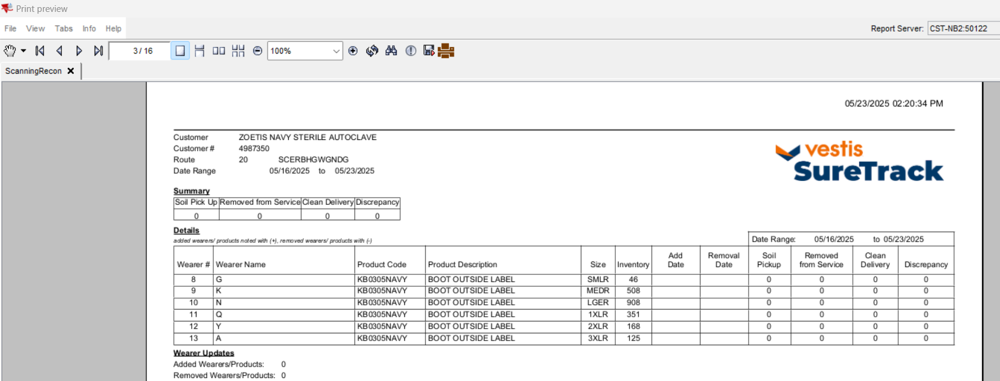 Print preview
File View Tabs Info Help
Report Server: CST-NB2:50122
3 / 16 100%
ScanningRecon
05/23/2025 02:20:34 PM
Customer ZOETIS NAVY STERILE AUTOCLAVE
Customer # 4987350
Route 20 SCERBHGWGNDG
Date Range 05/16/2025 to 05/23/2025
vestis
SureTrack
Summary
Soil Pick Up Removed from Service Clean Delivery Discrepancy
0 0 0 0
Details
added wearers/ products noted with (+), removed wearers/ products with (-)
Date Range: 05/16/2025 to 05/23/2025
Wearer # Wearer Name Product Code Product Description Size Inventory Add Date Removal Date Soil Pickup Removed from Service Clean Delivery Discrepancy
8 G KB0305NAVY BOOT OUTSIDE LABEL SMLR 46 0 0 0 0
9 K KB0305NAVY BOOT OUTSIDE LABEL MEDR 508 0 0 0 0
10 N KB0305NAVY BOOT OUTSIDE LABEL LGER 908 0 0 0 0
11 Q KB0305NAVY BOOT OUTSIDE LABEL 1XLR 351 0 0 0 0
12 Y KB0305NAVY BOOT OUTSIDE LABEL 2XLR 168 0 0 0 0
13 A KB0305NAVY BOOT OUTSIDE LABEL 3XLR 125 0 0 0 0
Wearer Updates
Added Wearers/Products: 0
Removed Wearers/Products: 0